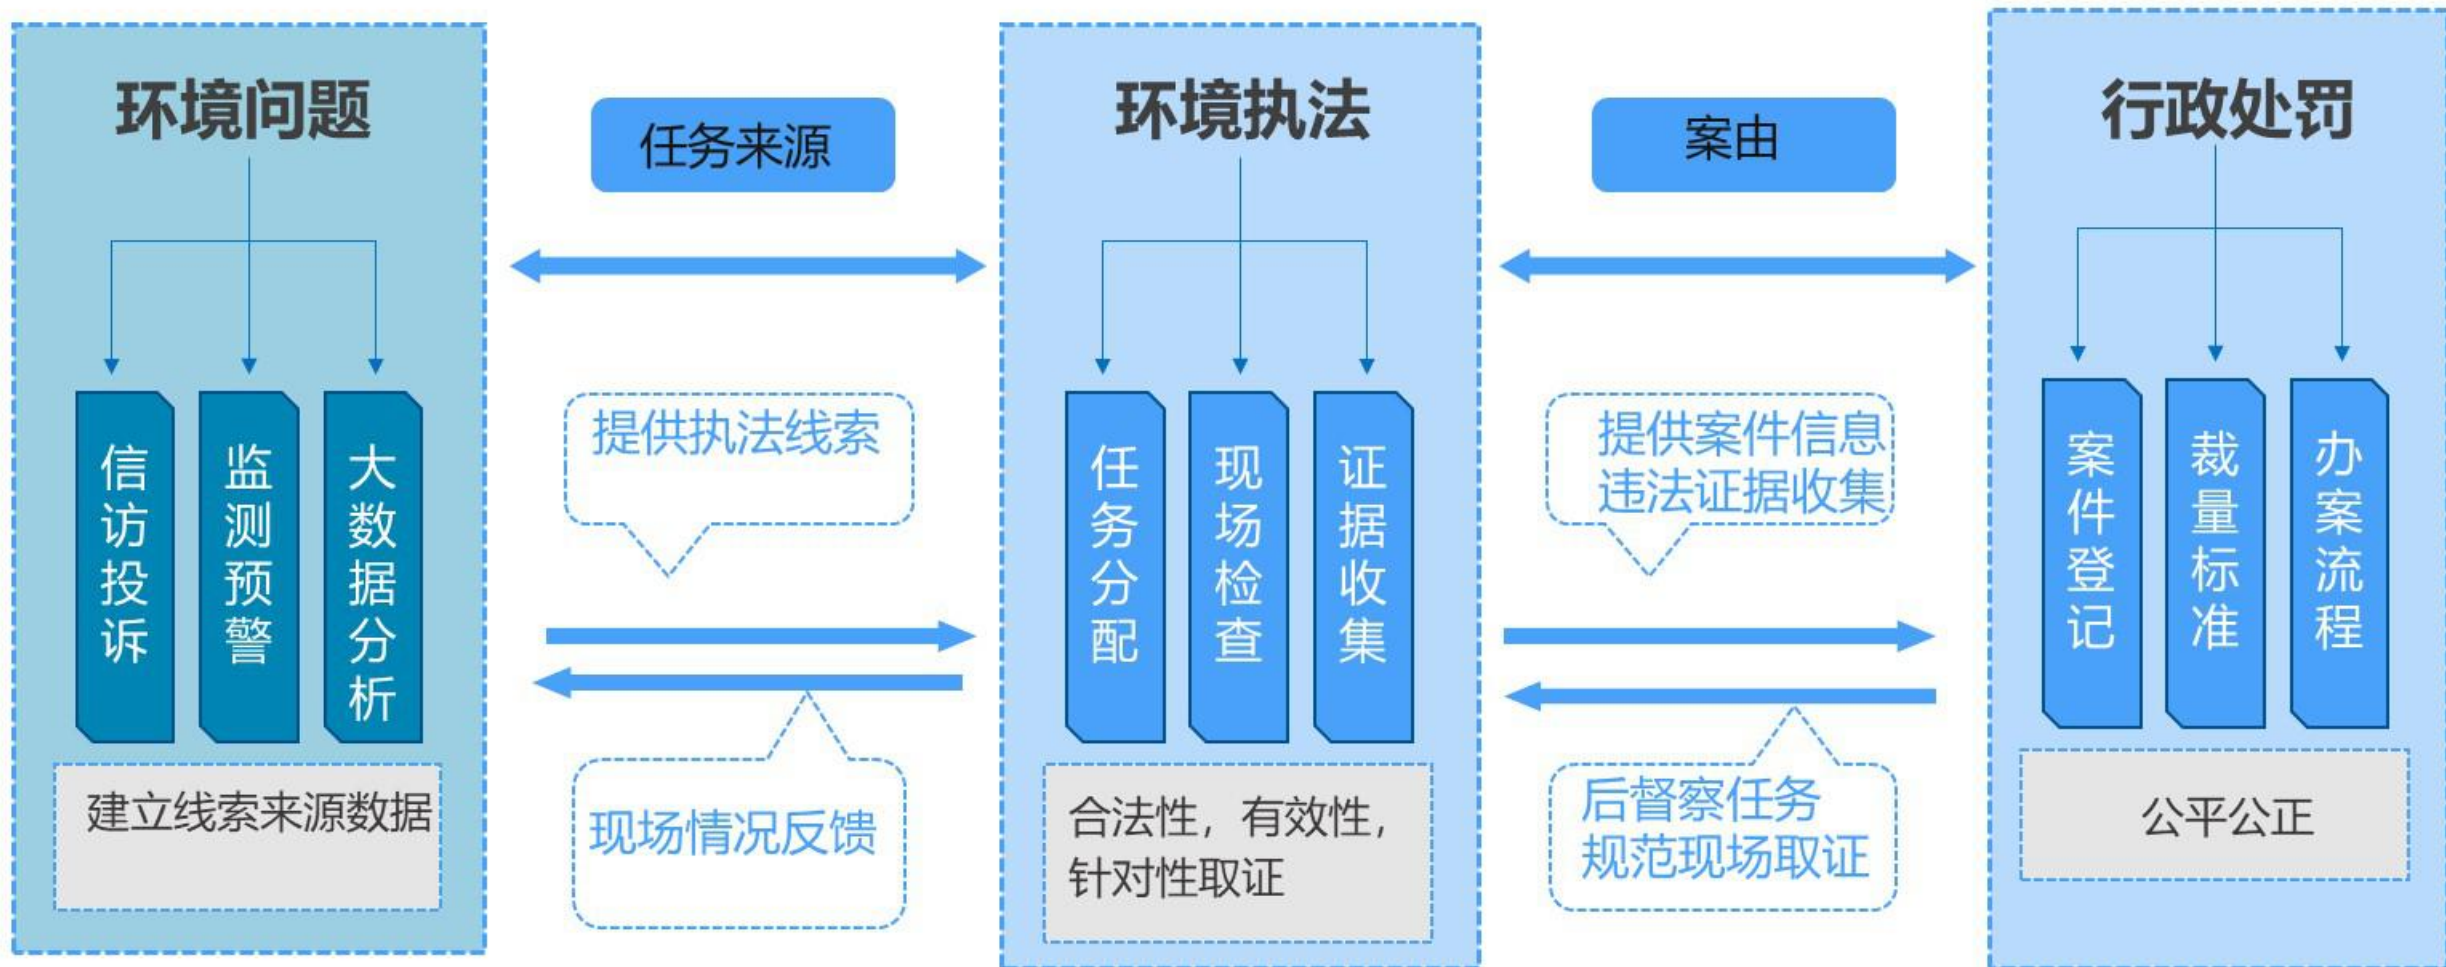 环境问题
信访投诉
监测预警
大数据分析
建立线索来源数据
任务来源
提供执法线索
现场情况反馈
环境执法
任务分配
现场检查
证据收集
合法性，有效性，
针对性取证
案由
提供案件信息
违法证据收集
后督察任务
规范现场取证
行政处罚
案件登记
裁量标准
办案流程
公平公正